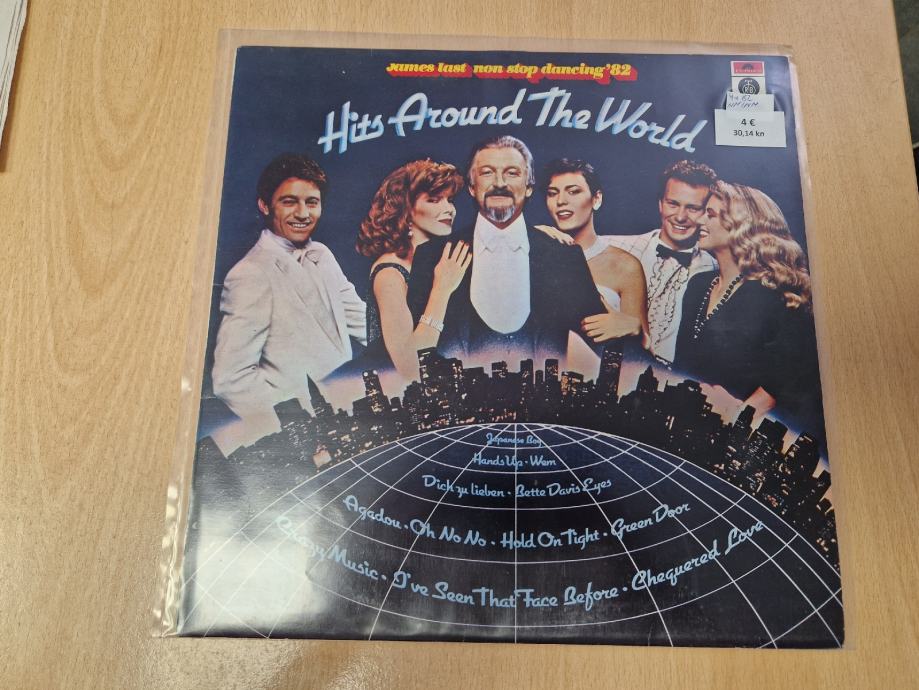 James last non stop dancing '82
Hits Around The World
4 €
30,14 kn
Japanese Boy
Hands Up • Wem
Dich zu lieben • Bette Davis Eyes
Agadou • Oh No No • Hold On Tight • Green Door
Crazy Music • I've Seen That Face Before • Chequered Love